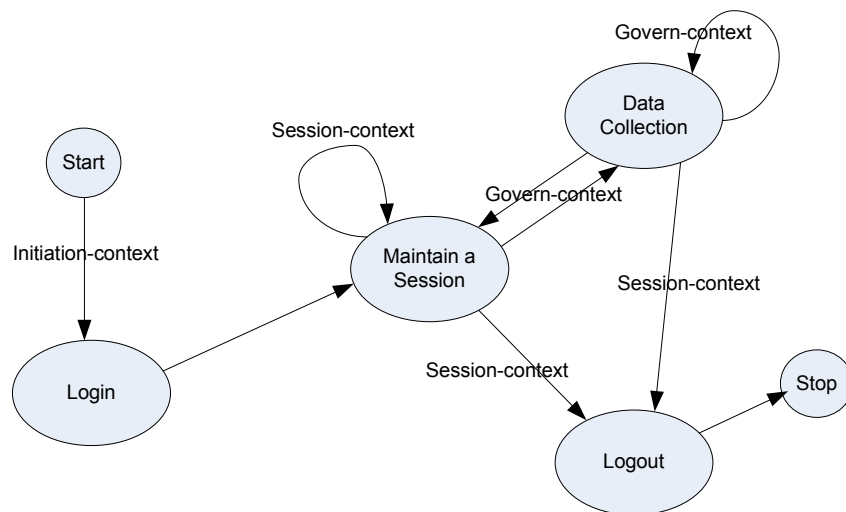 Govern-context
Data
Collection
Session-context
Start
Govern-context
Initiation-context
Maintain a
Session
Session-context
Session-context
Login
Stop
Logout